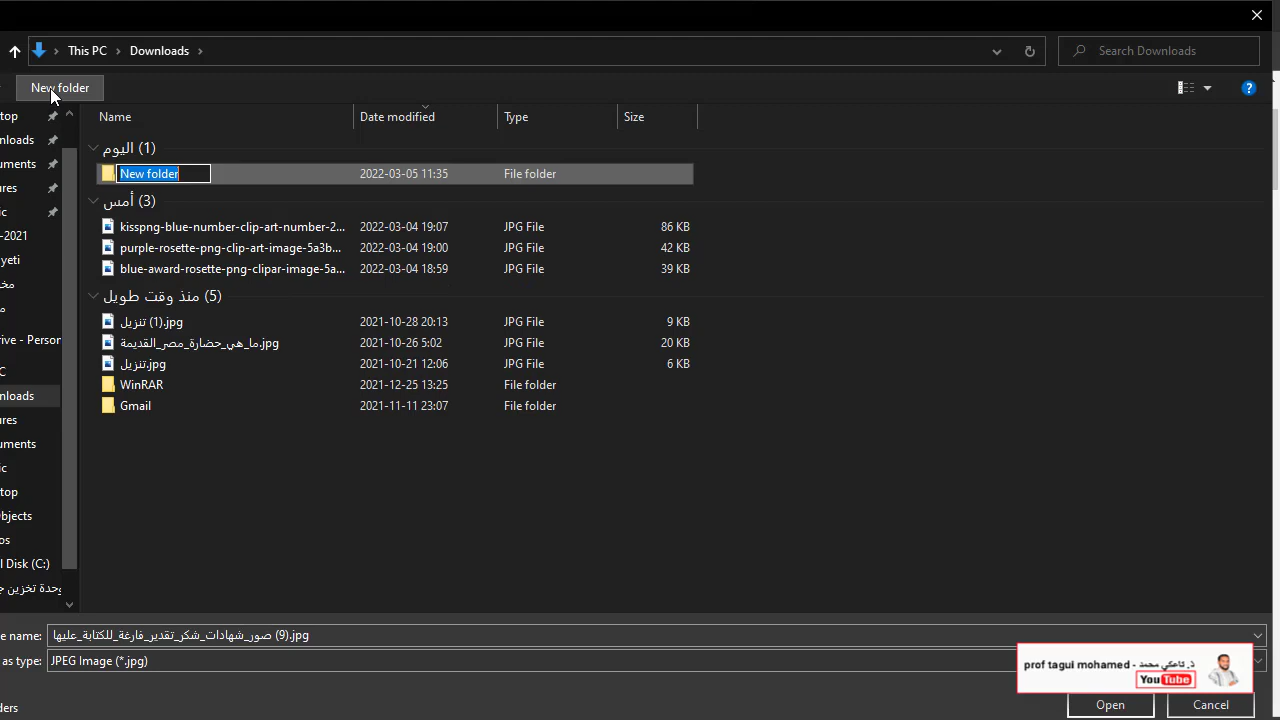 This PC
Downloads
Search Downloads
New folder
Name
Date modified
Type
Size
اليوم (1)
New folder
2022-03-05 11:35
File folder
أمس (3)
kisspng-blue-number-clip-art-number-2...
2022-03-04 19:07
JPG File
86 KB
purple-rosette-png-clip-art-image-5a3b...
2022-03-04 19:00
JPG File
42 KB
blue-award-rosette-png-clipar-image-5a...
2022-03-04 18:59
JPG File
39 KB
منذ وقت طويل (5)
تنزيل (1).jpg
2021-10-28 20:13
JPG File
9 KB
ما_هي_حضارة_مصر_القديمة.jpg
2021-10-26 5:02
JPG File
20 KB
تنزيل.jpg
2021-10-21 12:06
JPG File
6 KB
WinRAR
2021-12-25 13:25
File folder
Gmail
2021-11-11 23:07
File folder
top
nloads
uments
ures
ic
-2021
yeti
مخ
م
rive - Person
C
nloads
ures
uments
ic
top
bjects
os
l Disk (C:)
وحدة تخزين ج
e name:
صور_شهادات_شكر_تقدير_فارغة_للكتابة_عليها (9).jpg
as type:
JPEG Image (*.jpg)
prof tagui mohamed - ذ. تاكي محمد
YouTube
ders
Open
Cancel